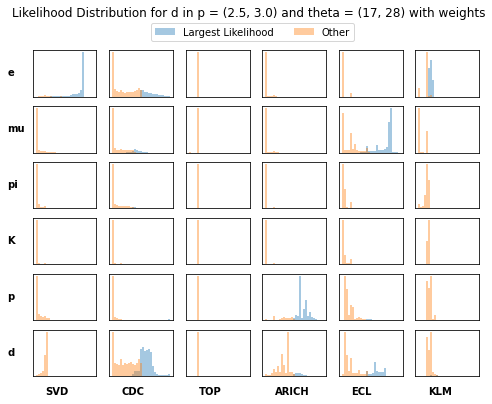 Likelihood Distribution for d in p = (2.5, 3.0) and theta = (17, 28) with weights
Largest Likelihood Other
e
mu
pi
K
p
d
SVD CDC TOP ARICH ECL KLM